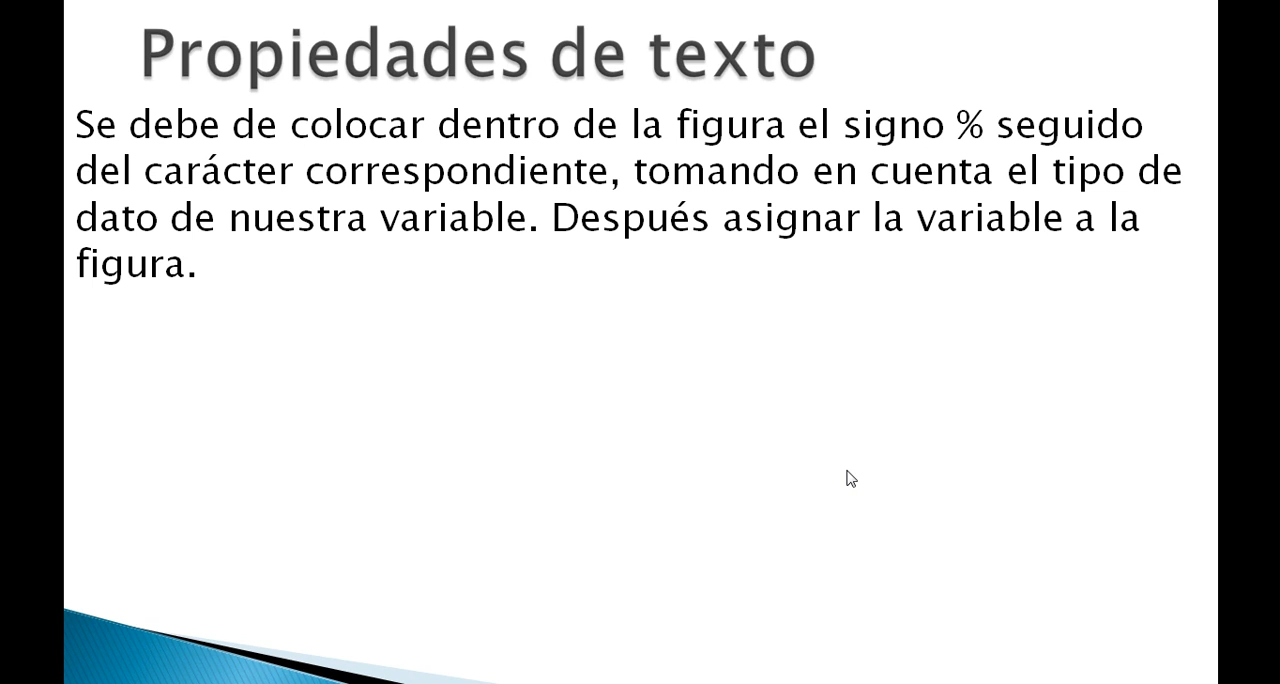 Propiedades de texto
Se debe de colocar dentro de la figura el signo % seguido
del carácter correspondiente, tomando en cuenta el tipo de
dato de nuestra variable. Después asignar la variable a la
figura.